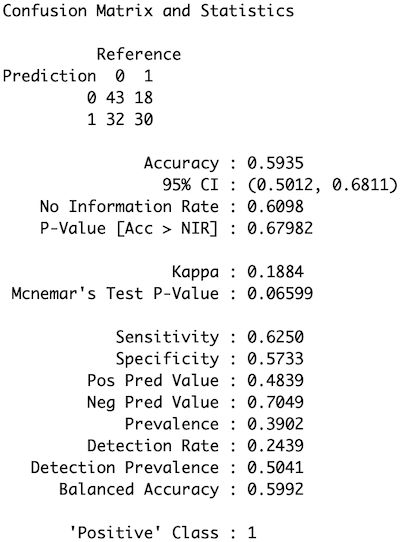 Confusion Matrix and Statistics
Reference
Prediction 0 1
0 43 18
1 32 30
Accuracy : 0.5935
95% CI : (0.5012, 0.6811)
No Information Rate : 0.6098
P-Value [Acc > NIR] : 0.67982
Kappa : 0.1884
Mcnemar's Test P-Value : 0.06599
Sensitivity : 0.6250
Specificity : 0.5733
Pos Pred Value : 0.4839
Neg Pred Value : 0.7049
Prevalence : 0.3902
Detection Rate : 0.2439
Detection Prevalence : 0.5041
Balanced Accuracy : 0.5992
'Positive' Class : 1